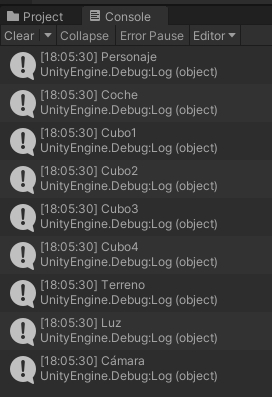 Project Console
Clear Collapse Error Pause Editor
[18:05:30] Personaje
UnityEngine.Debug:Log (object)
[18:05:30] Coche
UnityEngine.Debug:Log (object)
[18:05:30] Cubo1
UnityEngine.Debug:Log (object)
[18:05:30] Cubo2
UnityEngine.Debug:Log (object)
[18:05:30] Cubo3
UnityEngine.Debug:Log (object)
[18:05:30] Cubo4
UnityEngine.Debug:Log (object)
[18:05:30] Terreno
UnityEngine.Debug:Log (object)
[18:05:30] Luz
UnityEngine.Debug:Log (object)
[18:05:30] Cámara
UnityEngine.Debug:Log (object)